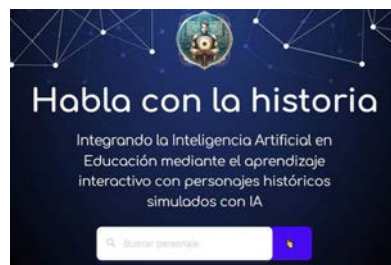 Habla con la historia
Integrando la Inteligencia Artificial en
Educación mediante el aprendizaje
interactivo con personajes históricos
simulados con IA
Buscar personaje